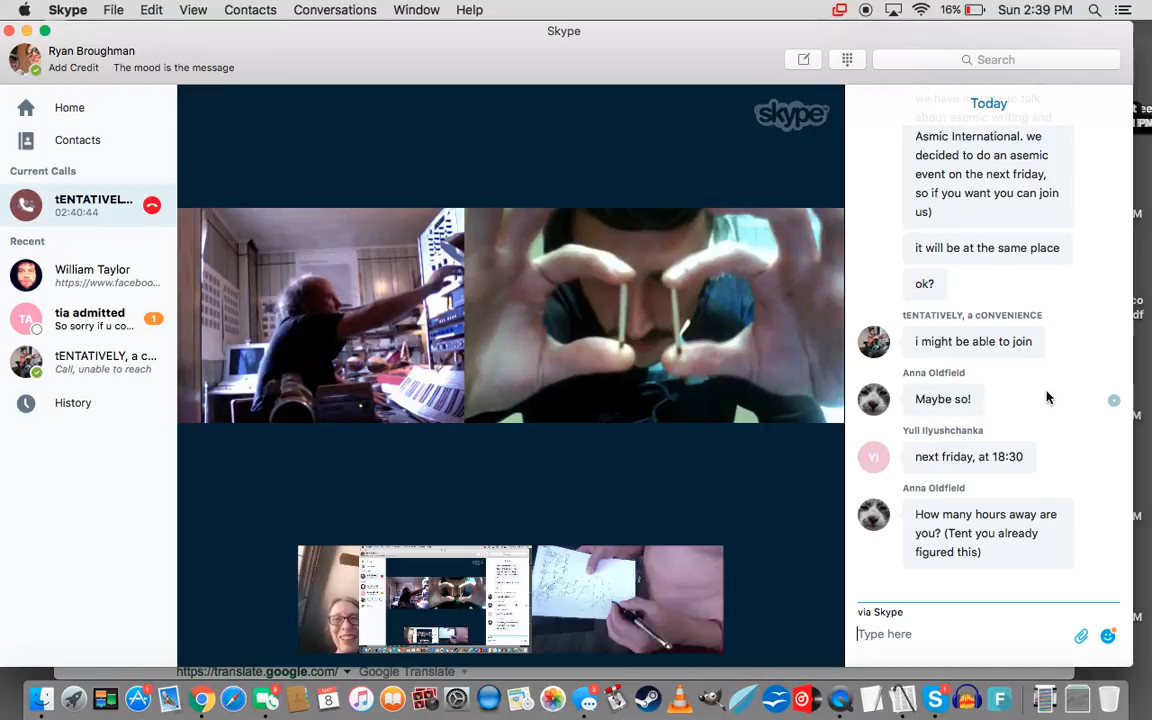 Skype File Edit View Contacts Conversations Window Help 16% Sun 2:39 PM
Skype
Ryan Broughman
Add Credit The mood is the message
Search
Home
Contacts
Current Calls
tENTATIVEL...
02:40:44
Recent
William Taylor
https://www.faceboo...
TA
tia admitted
So sorry if u co...
1
tENTATIVELY, a c...
Call, unable to reach
History
skype
Today
about asemic writing and
Asmic International. we
decided to do an asemic
event on the next friday,
so if you want you can join
us)
it will be at the same place
ok?
tENTATIVELY, a cONVENIENCE
i might be able to join
Anna Oldfield
Maybe so!
Yuli Ilyushchanka
YI
next friday, at 18:30
Anna Oldfield
How many hours away are
you? (Tent you already
figured this)
via Skype
Type here
https://translate.google.com/ Google Translate